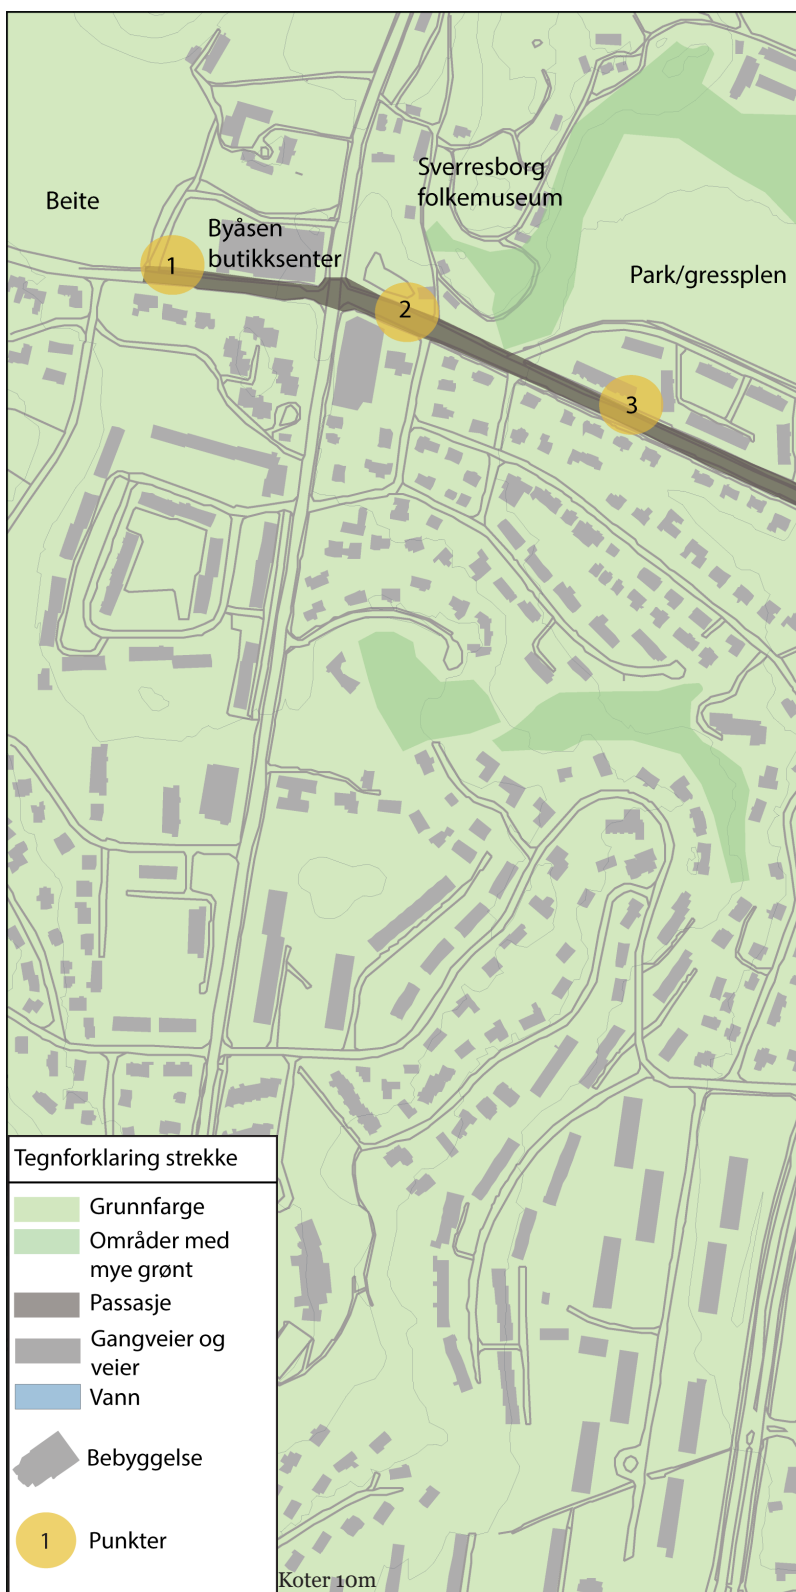 Sverresborg
folkemuseum
Beite
Byåsen
butikksenter
1
Park/gressplen
2
3
Tegnforklaring strekke
Grunnfarge
Områder med
mye grønt
Passasje
Gangveier og
veier
Vann
Bebyggelse
1
Punkter
Koter 10m